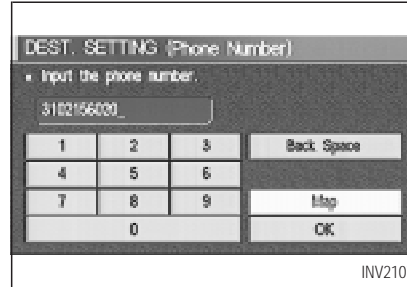 DEST. SETTING (Phone Number)
▪ Input the phone number.
3102156020_
1 2 3 Back Space
4 5 6
7 8 9 Map
0 OK
INV210